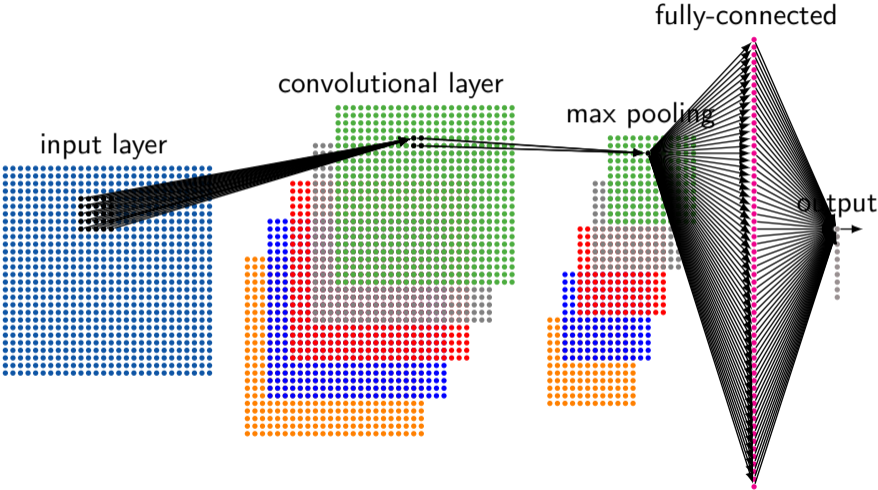 input layer
convolutional layer
max pooling
fully-connected
output